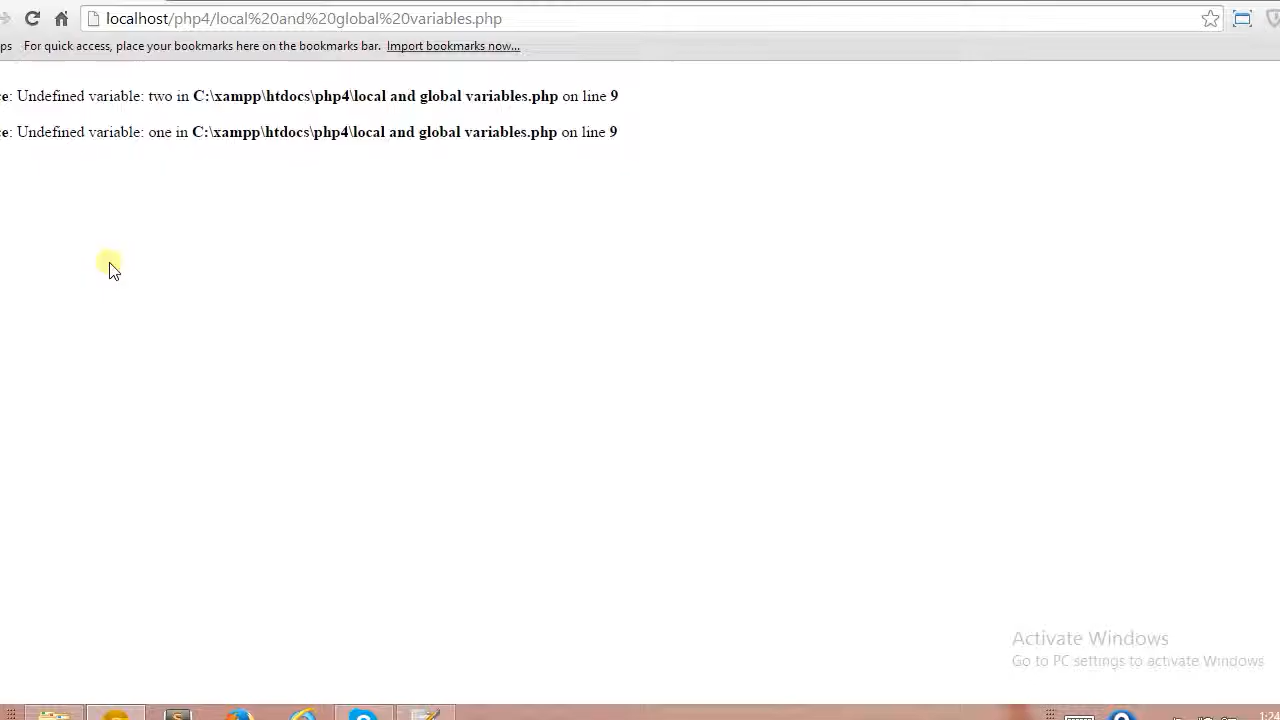 localhost/php4/local%20and%20global%20variables.php
ps For quick access, place your bookmarks here on the bookmarks bar. Import bookmarks now...
ce: Undefined variable: two in C:\xampp\htdocs\php4\local and global variables.php on line 9
ce: Undefined variable: one in C:\xampp\htdocs\php4\local and global variables.php on line 9
Activate Windows
Go to PC settings to activate Windows